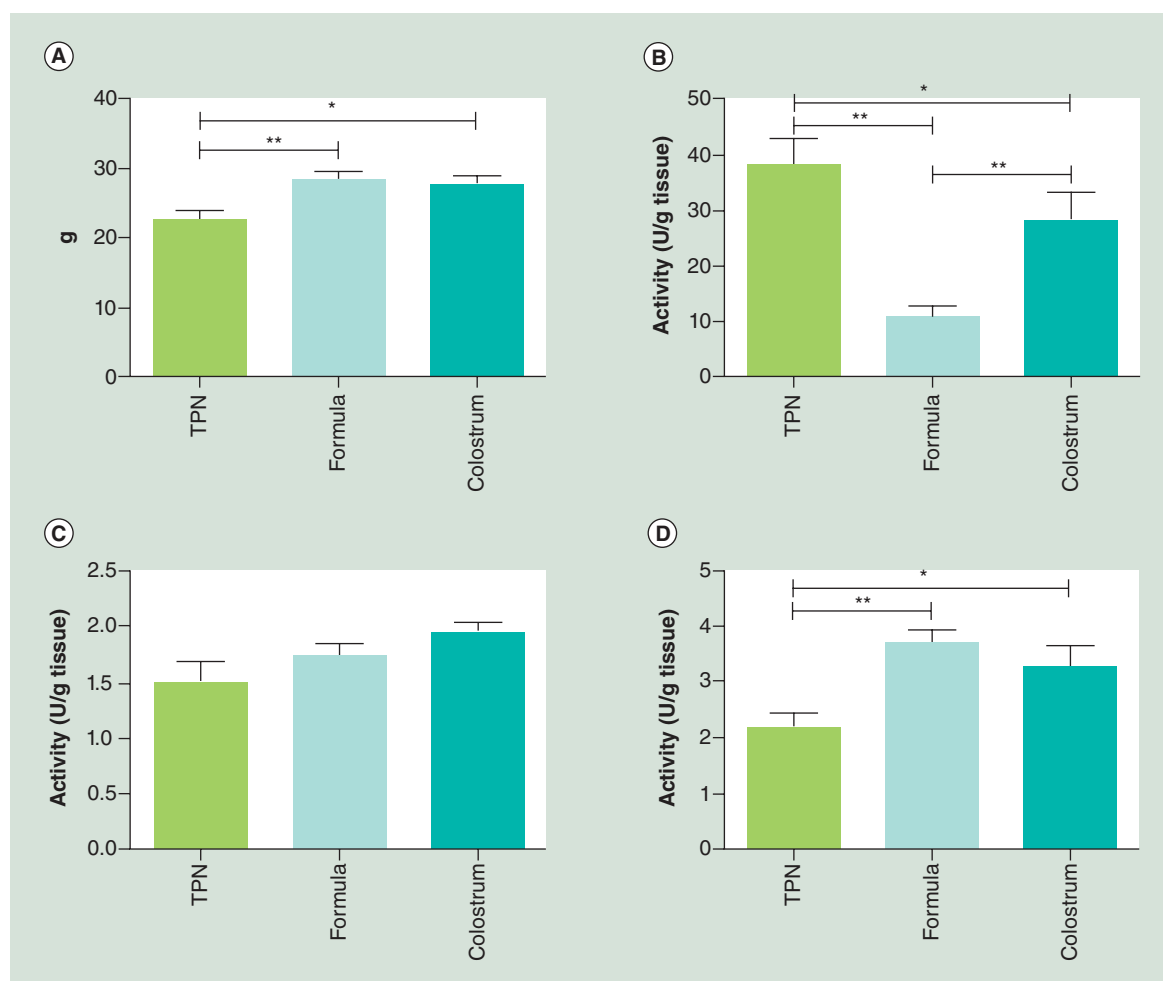 A
40
30
20
10
0
g
*
**
TPN
Formula
Colostrum
B
50
40
30
20
10
0
Activity (U/g tissue)
*
**
**
TPN
Formula
Colostrum
C
2.5
2.0
1.5
1.0
0.5
0.0
Activity (U/g tissue)
TPN
Formula
Colostrum
D
5
4
3
2
1
0
Activity (U/g tissue)
*
**
TPN
Formula
Colostrum